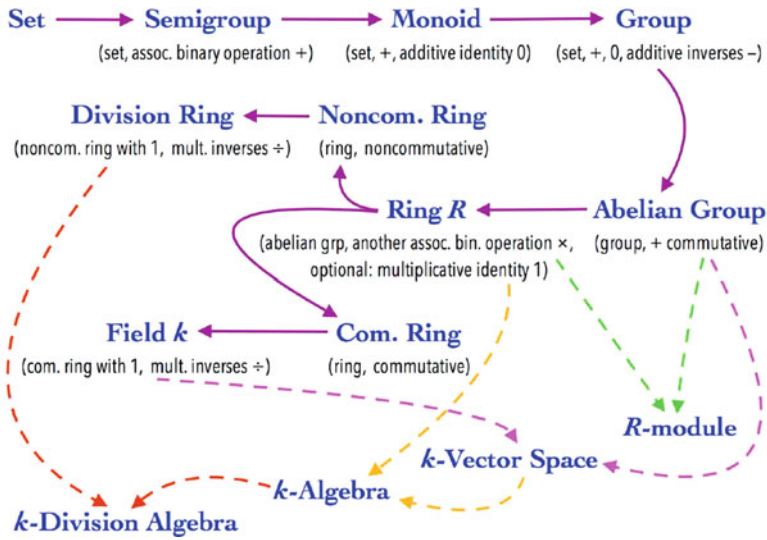 Set Semigroup Monoid Group
(set, assoc. binary operation +) (set, +, additive identity 0) (set, +, 0, additive inverses –)
Division Ring Noncom. Ring
(noncom. ring with 1, mult. inverses ÷) (ring, noncommutative)
Ring R Abelian Group
(abelian grp, another assoc. bin. operation ×, (group, + commutative)
optional: multiplicative identity 1)
Field k Com. Ring
(com. ring with 1, mult. inverses ÷) (ring, commutative)
R-module
k-Vector Space
k-Algebra
k-Division Algebra